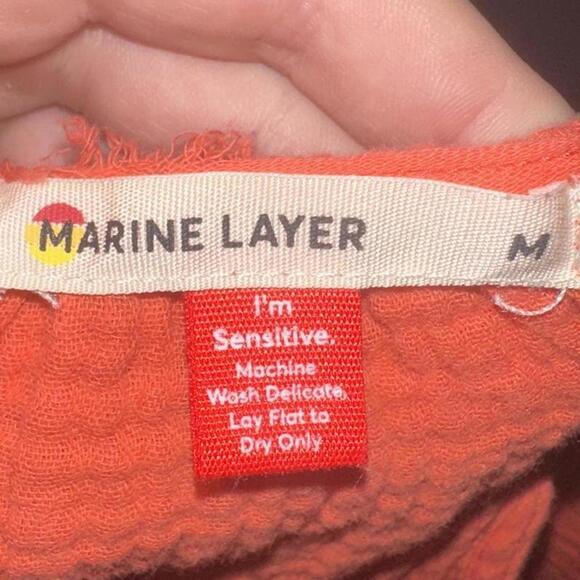 MARINE LAYER
M
I'm
Sensitive.
Machine
Wash Delicate,
Lay Flat to
Dry Only